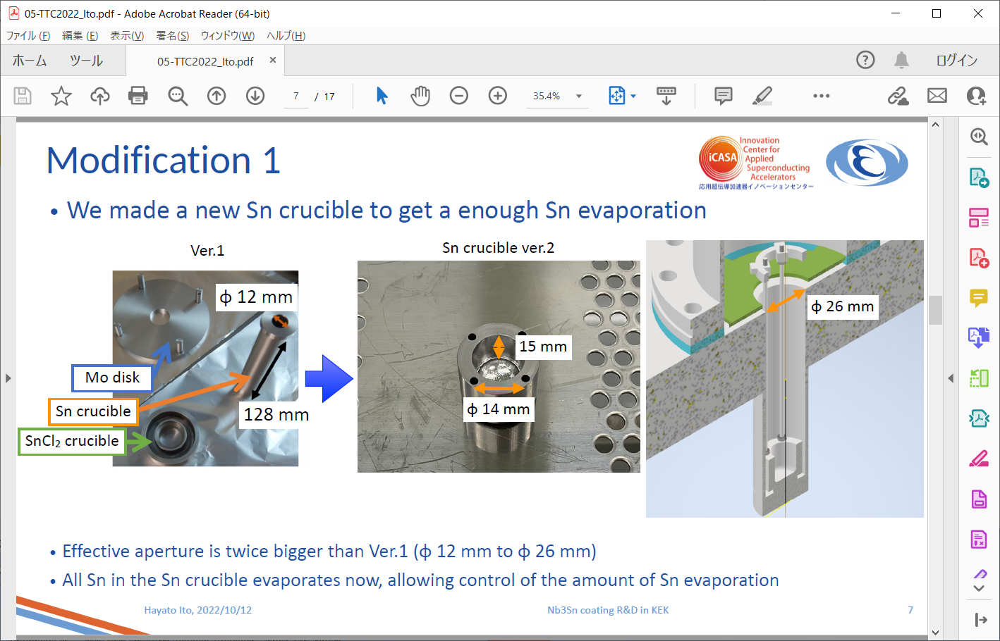 05-TTC2022_Ito.pdf - Adobe Acrobat Reader (64-bit)
ファイル(F) 編集(E) 表示(V) 署名(S) ウィンドウ(W) ヘルプ(H)
ホーム ツール 05-TTC2022_Ito.pdf × ログイン
7 / 17 35.4%
Modification 1
iCASA
Innovation
Center for
Applied
Superconducting
Accelerators
応用超伝導加速器イノベーションセンター
• We made a new Sn crucible to get a enough Sn evaporation
Ver.1
Sn crucible ver.2
ϕ 12 mm
ϕ 26 mm
15 mm
Mo disk
Sn crucible
128 mm
ϕ 14 mm
SnCl₂ crucible
• Effective aperture is twice bigger than Ver.1 (ϕ 12 mm to ϕ 26 mm)
• All Sn in the Sn crucible evaporates now, allowing control of the amount of Sn evaporation
Hayato Ito, 2022/10/12 Nb3Sn coating R&D in KEK 7